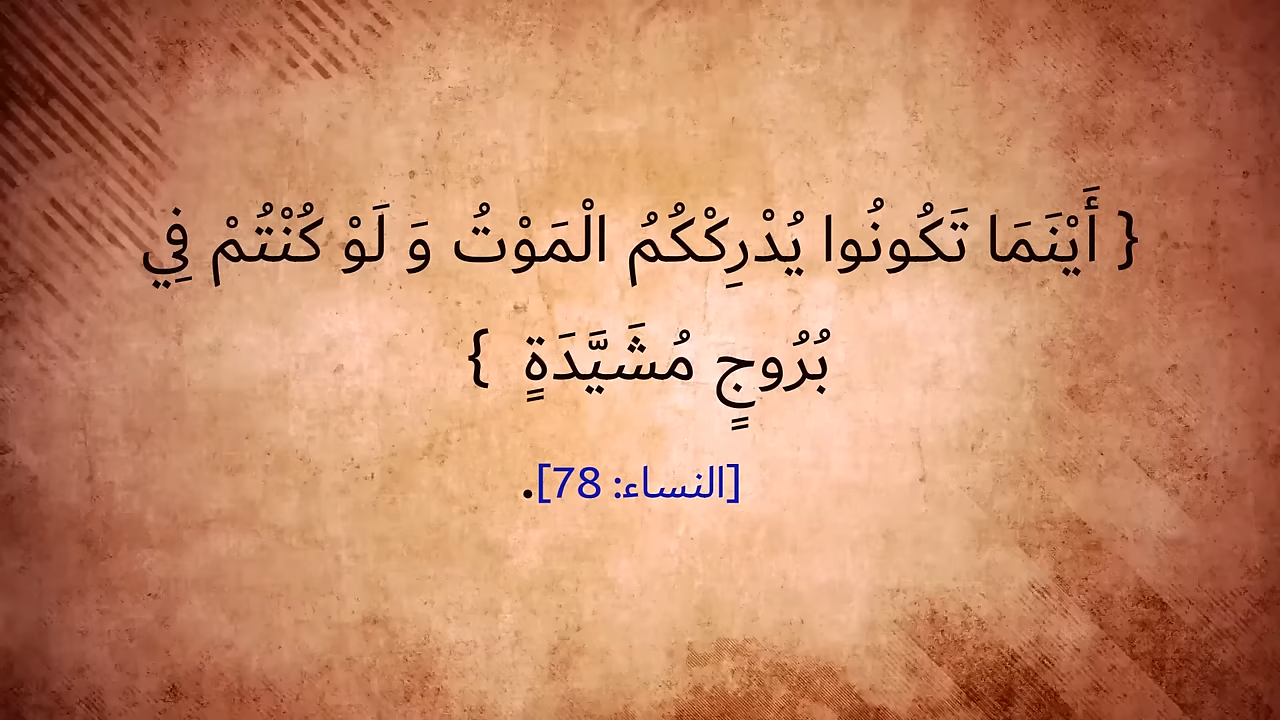 { أَيْنَمَا تَكُونُوا يُدْرِكْكُمُ الْمَوْتُ وَ لَوْ كُنْتُمْ فِي
بُرُوجٍ مُشَيَّدَةٍ }
[النساء: 78].